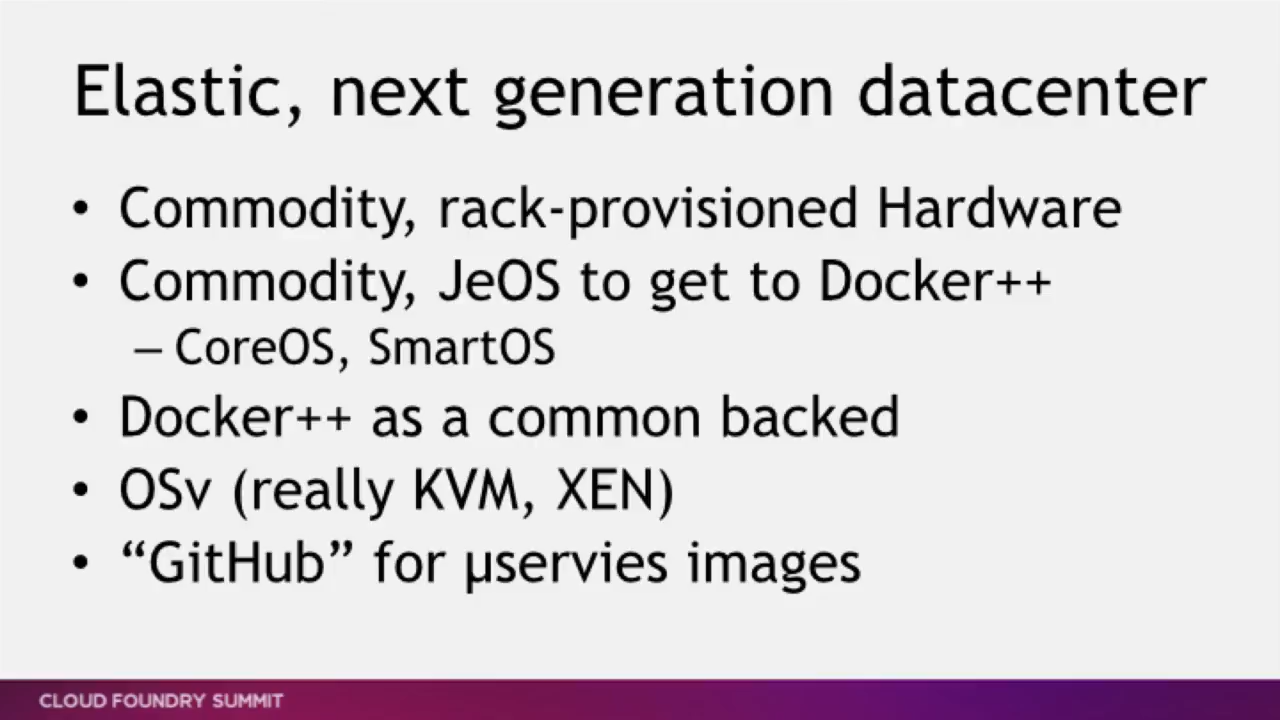 Elastic, next generation datacenter
• Commodity, rack-provisioned Hardware
• Commodity, JeOS to get to Docker++
– CoreOS, SmartOS
• Docker++ as a common backed
• OSv (really KVM, XEN)
• “GitHub” for µservies images
CLOUD FOUNDRY SUMMIT